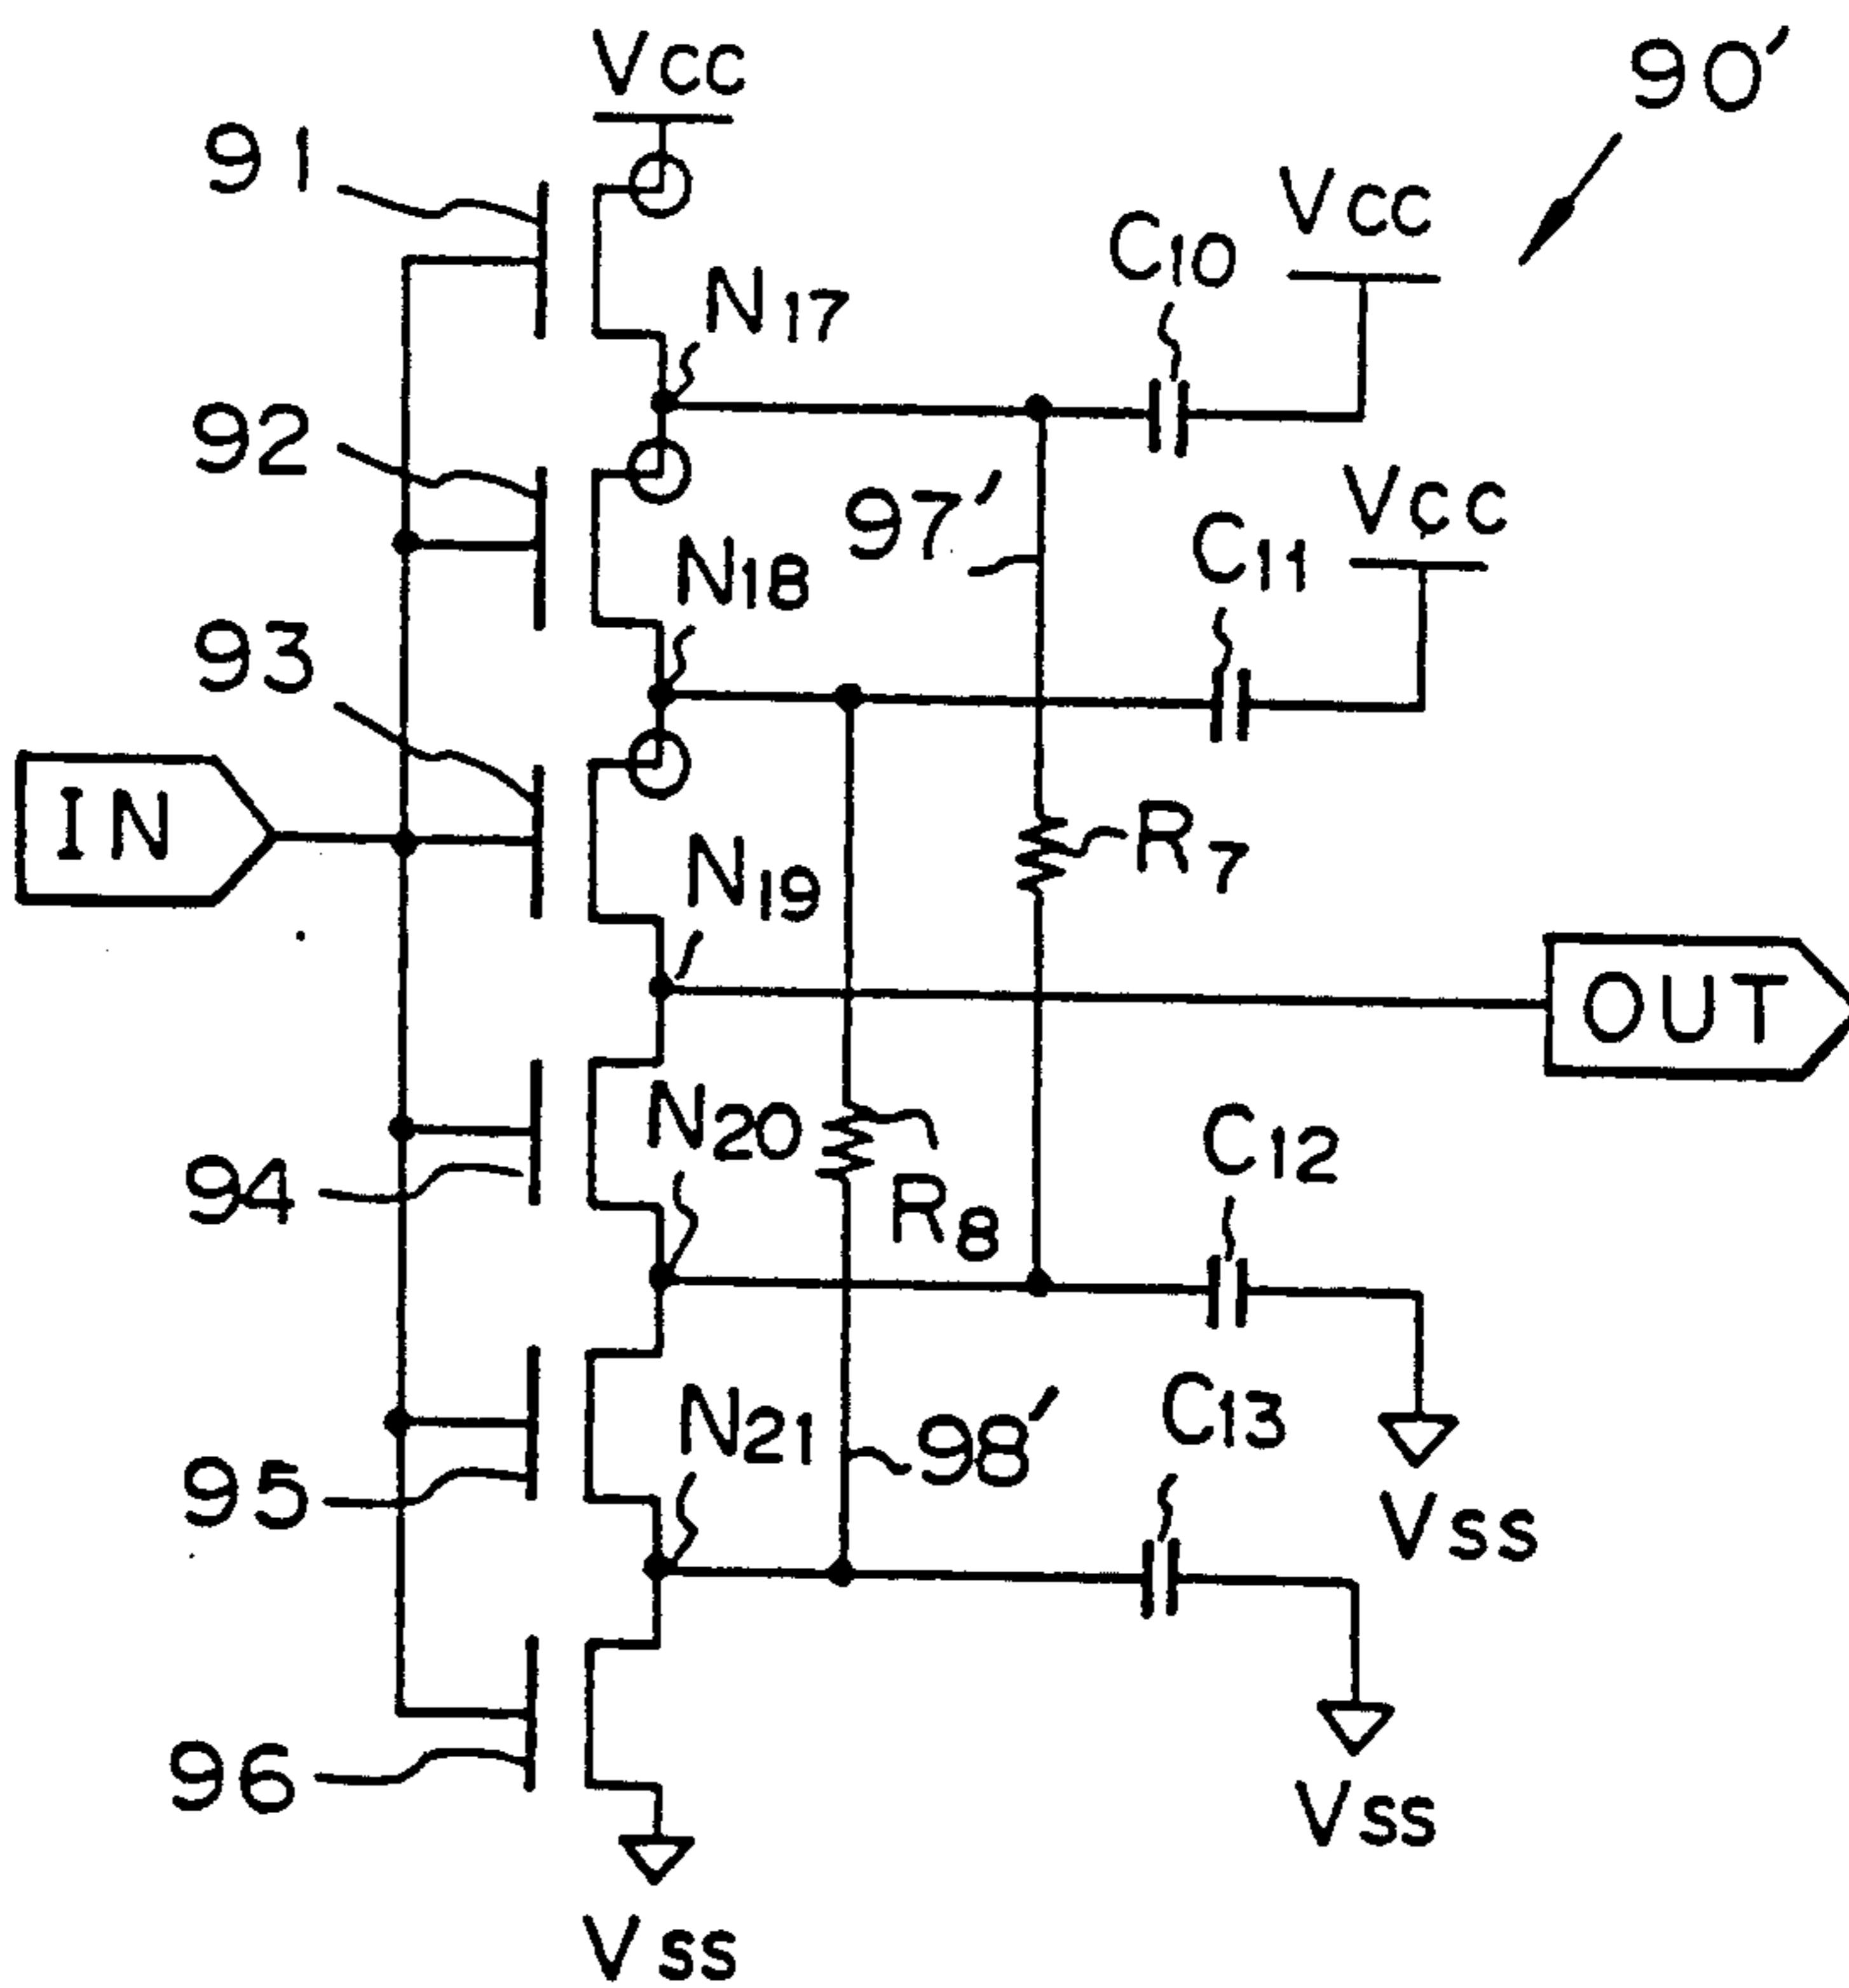 Vcc
90′
91
Vcc
C10
N17
92
97′
Vcc
C11
N18
93
IN
R7
N19
OUT
N20
C12
94
R8
N21
98′
C13
95
Vss
96
Vss
Vss